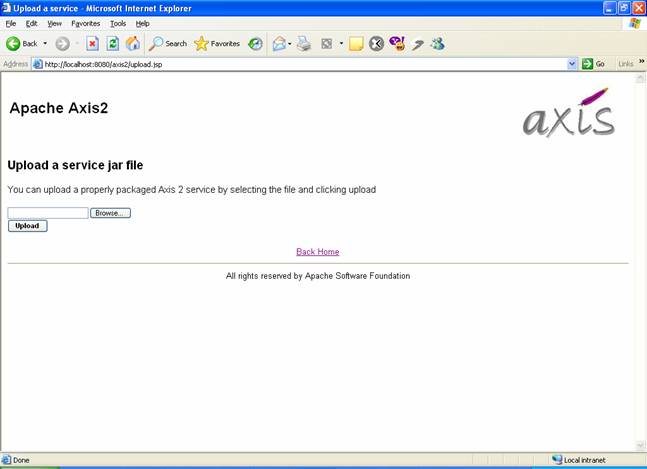 Upload a service - Microsoft Internet Explorer
File Edit View Favorites Tools Help
Back Search Favorites
Address http://localhost:8080/axis2/upload.jsp Go Links »
Apache Axis2
axis
Upload a service jar file
You can upload a properly packaged Axis 2 service by selecting the file and clicking upload
Browse...
Upload
Back Home
All rights reserved by Apache Software Foundation
Done Local intranet